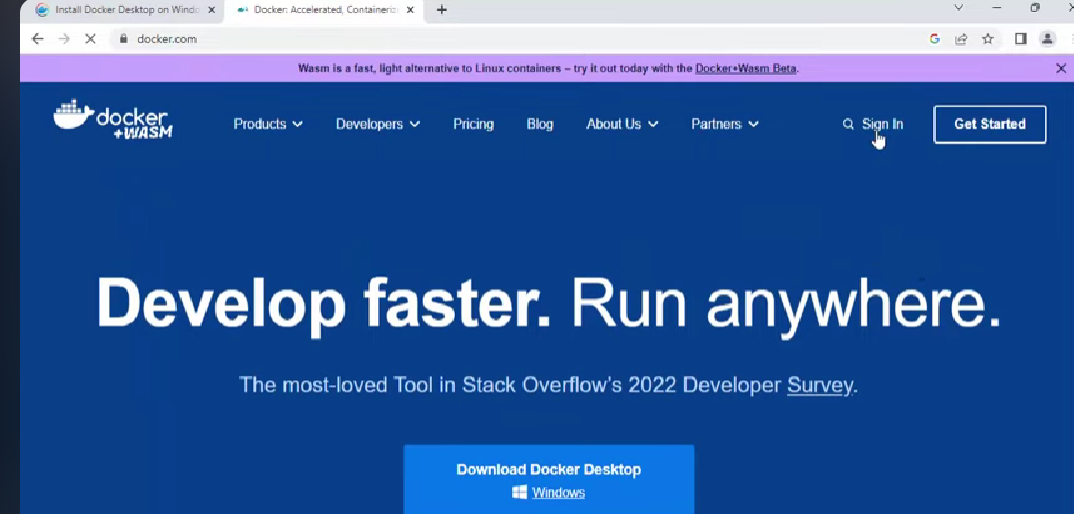 Install Docker Desktop on Windo
Docker: Accelerated, Containeriz
docker.com
Wasm is a fast, light alternative to Linux containers – try it out today with the Docker+Wasm Beta.
docker
+WASM
Products
Developers
Pricing
Blog
About Us
Partners
Sign In
Get Started
Develop faster. Run anywhere.
The most-loved Tool in Stack Overflow's 2022 Developer Survey.
Download Docker Desktop
Windows